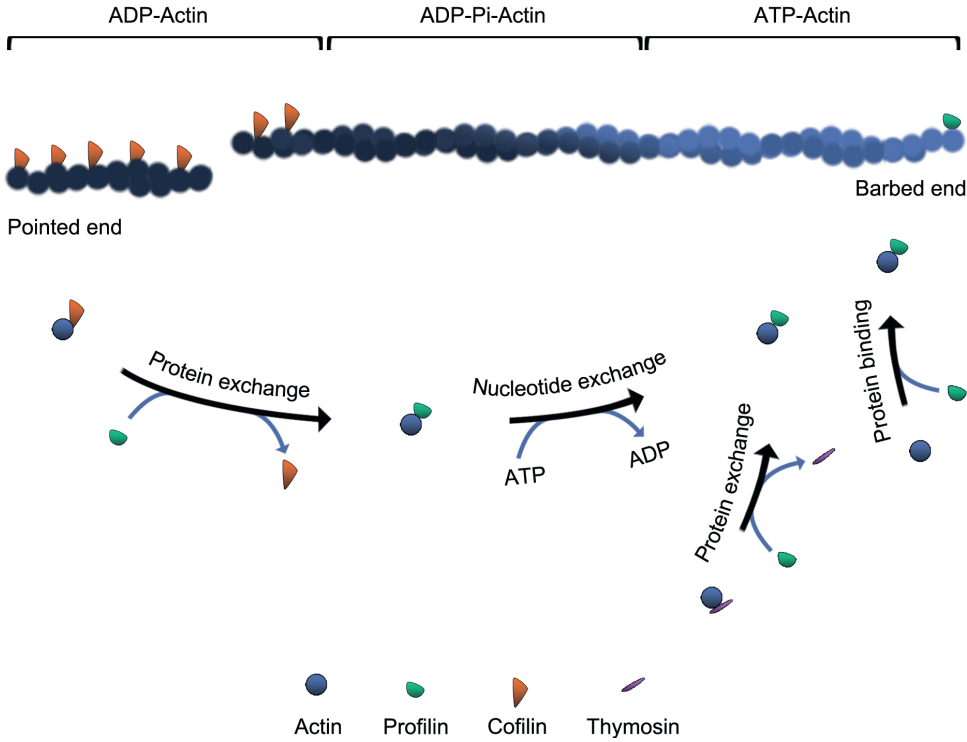 ADP-Actin
ADP-Pi-Actin
ATP-Actin
Barbed end
Pointed end
Protein exchange
Nucleotide exchange
ATP
ADP
Protein exchange
Protein binding
Actin
Profilin
Cofilin
Thymosin